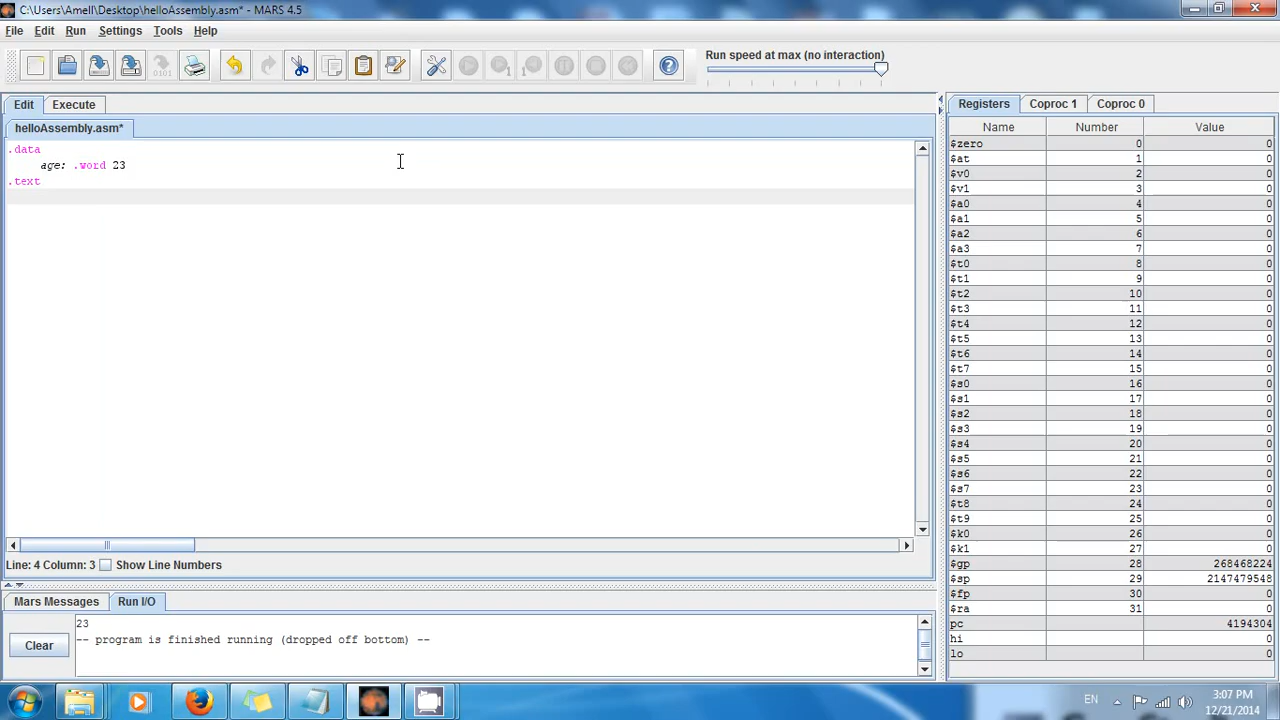 C:\Users\Amell\Desktop\helloAssembly.asm* - MARS 4.5
File Edit Run Settings Tools Help
Run speed at max (no interaction)
Edit Execute
helloAssembly.asm*
.data
age: .word 23
.text
Line: 4 Column: 3 Show Line Numbers
Mars Messages Run I/O
23
-- program is finished running (dropped off bottom) --
Clear
Registers Coproc 1 Coproc 0
Name Number Value
$zero 0 0
$at 1 0
$v0 2 0
$v1 3 0
$a0 4 0
$a1 5 0
$a2 6 0
$a3 7 0
$t0 8 0
$t1 9 0
$t2 10 0
$t3 11 0
$t4 12 0
$t5 13 0
$t6 14 0
$t7 15 0
$s0 16 0
$s1 17 0
$s2 18 0
$s3 19 0
$s4 20 0
$s5 21 0
$s6 22 0
$s7 23 0
$t8 24 0
$t9 25 0
$k0 26 0
$k1 27 0
$gp 28 268468224
$sp 29 2147479548
$fp 30 0
$ra 31 0
pc 4194304
hi 0
lo 0
EN
3:07 PM
12/21/2014